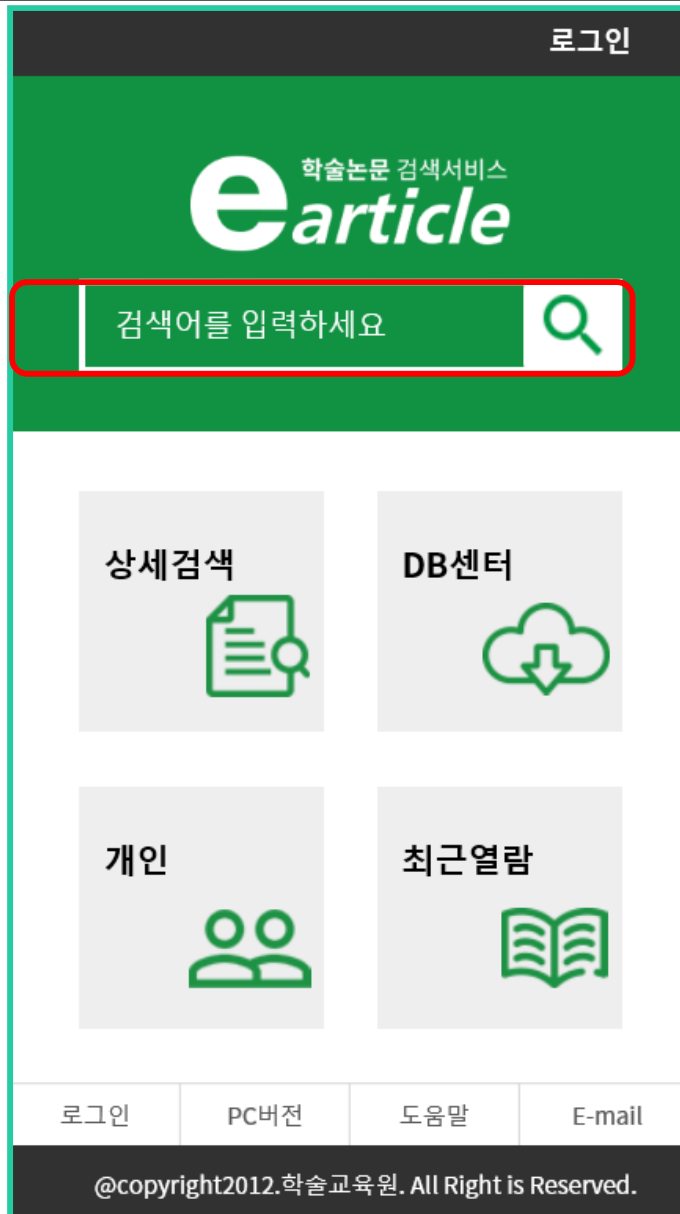 로그인
학술논문 검색서비스
earticle
검색어를 입력하세요
상세검색 DB센터
개인 최근열람
로그인 PC버전 도움말 E-mail
@copyright2012.학술교육원. All Right is Reserved.